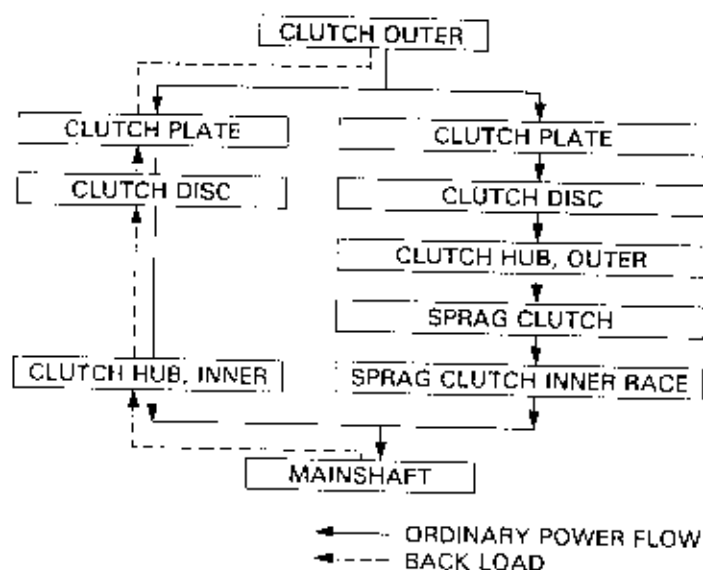 CLUTCH OUTER
CLUTCH PLATE
CLUTCH PLATE
CLUTCH DISC
CLUTCH DISC
CLUTCH HUB, OUTER
SPRAG CLUTCH
CLUTCH HUB, INNER
SPRAG CLUTCH INNER RACE
MAINSHAFT
ORDINARY POWER FLOW
BACK LOAD